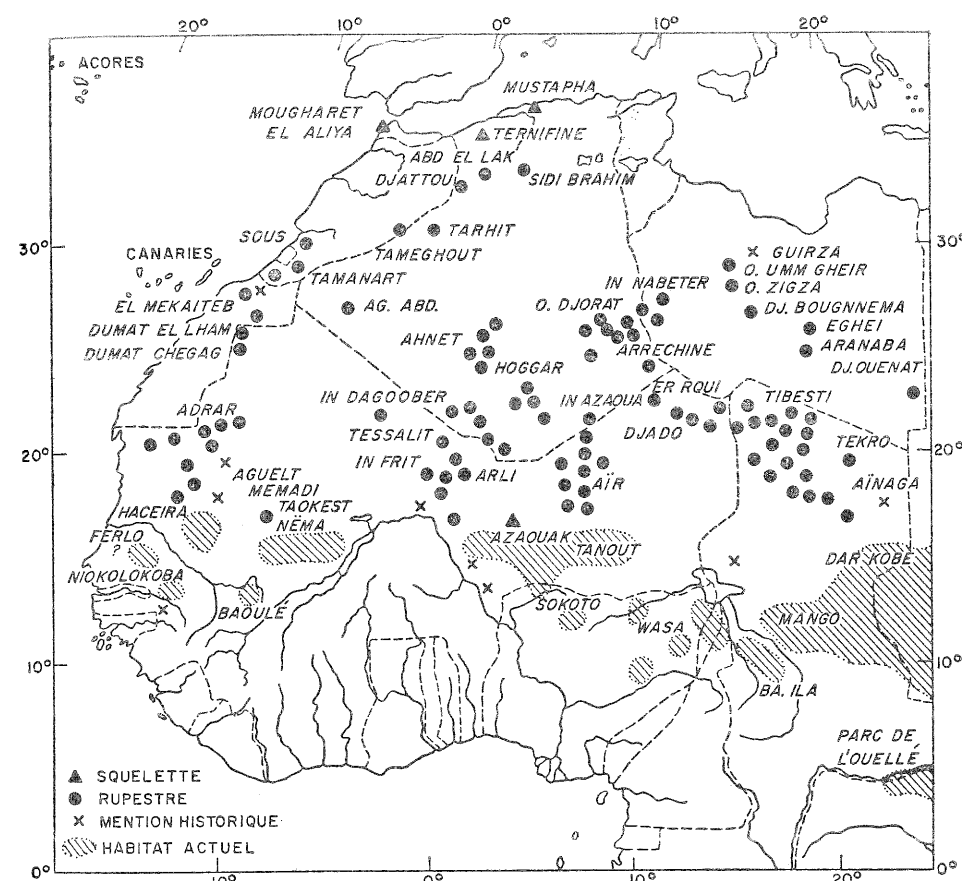 20° 10° 0° 10° 20°
ACORES
MUSTAPHA
MOUGHARET
EL ALIYA
TERNIFINE
ABD EL LAK
DJATTOU
SIDI BRAHIM
SOUS
TARHIT
30°
30°
TAMEGHOUT
CANARIES
GUIRZA
TAMANART
O. UMM GHEIR
IN NABETER
O. ZIGZA
EL MEKAITEB
AG. ABD.
O. DJORAT
DJ. BOUGNNEMA
DUMAT EL LHAM
EGHEI
AHNET
ARANABA
DUMAT CHEGAG
ARRECHINE
HOGGAR
DJ. OUENAT
ER RQUI
IN DAGOOBER
IN AZAOUA
TIBESTI
ADRAR
TESSALIT
DJADO
TEKRO
20°
20°
IN FRIT
ARLI
AÏR
AGUELT
MEMADI
AÏNAGA
HACEIRA
TAOKEST
NËMA
FERLO
?
AZAOUAK
TANOUT
DAR KOBE
NIOKOLOKOBA
BAOULÉ
SOKOTO
WASA
MANGO
10°
10°
BA. ILA
PARC DE
L'OUELLÉ
SQUELETTE
RUPESTRE
MENTION HISTORIQUE
HABITAT ACTUEL
0°
0°
10° 0° 10° 20°